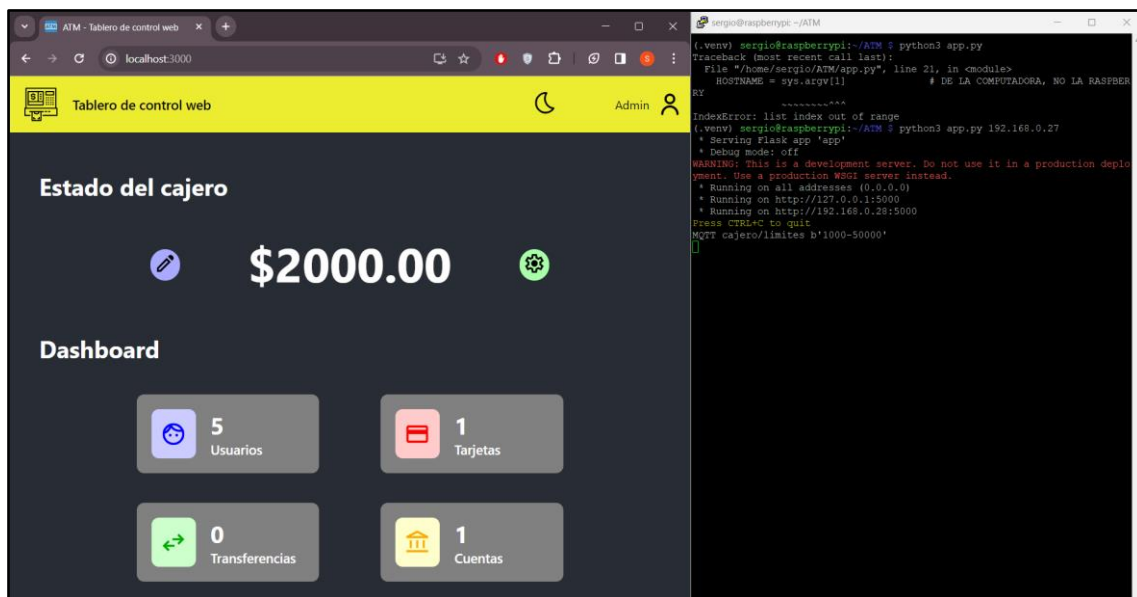 ATM - Tablero de control web
localhost:3000
S
Tablero de control web
Admin
Estado del cajero
$2000.00
Dashboard
5
Usuarios
1
Tarjetas
0
Transferencias
1
Cuentas
sergio@raspberrypi: ~/ATM
(.venv) sergio@raspberrypi:~/ATM $ python3 app.py
Traceback (most recent call last):
File "/home/sergio/ATM/app.py", line 21, in <module>
HOSTNAME = sys.argv[1] # DE LA COMPUTADORA, NO LA RASPBER
RY
~~~~~~~~^^^
IndexError: list index out of range
(.venv) sergio@raspberrypi:~/ATM $ python3 app.py 192.168.0.27
* Serving Flask app 'app'
* Debug mode: off
WARNING: This is a development server. Do not use it in a production deplo
yment. Use a production WSGI server instead.
* Running on all addresses (0.0.0.0)
* Running on http://127.0.0.1:5000
* Running on http://192.168.0.28:5000
Press CTRL+C to quit
MQTT cajero/limites b'1000-50000'